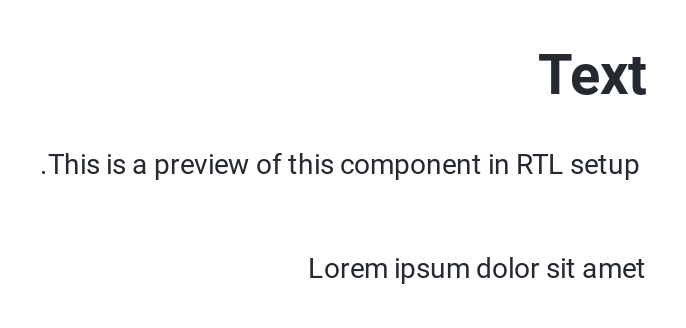 Text
.This is a preview of this component in RTL setup
Lorem ipsum dolor sit amet